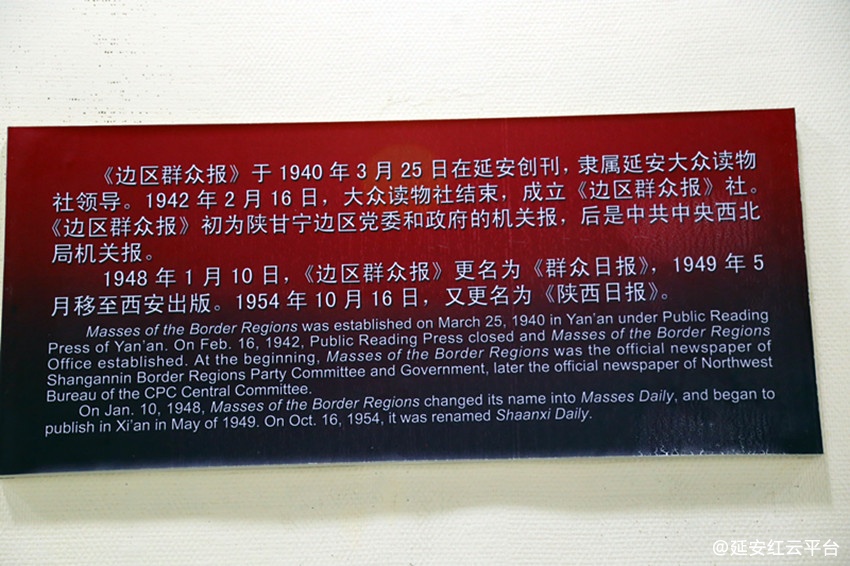 《边区群众报》于 1940 年 3 月 25 日在延安创刊，隶属延安大众读物
社领导。1942 年 2 月 16 日，大众读物社结束，成立《边区群众报》社。
《边区群众报》初为陕甘宁边区党委和政府的机关报，后是中共中央西北
局机关报。
1948 年 1 月 10 日，《边区群众报》更名为《群众日报》，1949 年 5
月移至西安出版。1954 年 10 月 16 日，又更名为《陕西日报》。
Masses of the Border Regions was established on March 25, 1940 in Yan'an under Public Reading
Press of Yan'an. On Feb. 16, 1942, Public Reading Press closed and Masses of the Border Regions
Office established. At the beginning, Masses of the Border Regions was the official newspaper of
Shangannin Border Regions Party Committee and Government, later the official newspaper of Northwest
Bureau of the CPC Central Committee.
On Jan. 10, 1948, Masses of the Border Regions changed its name into Masses Daily, and began to
publish in Xi'an in May of 1949. On Oct. 16, 1954, it was renamed Shaanxi Daily.
@延安红云平台